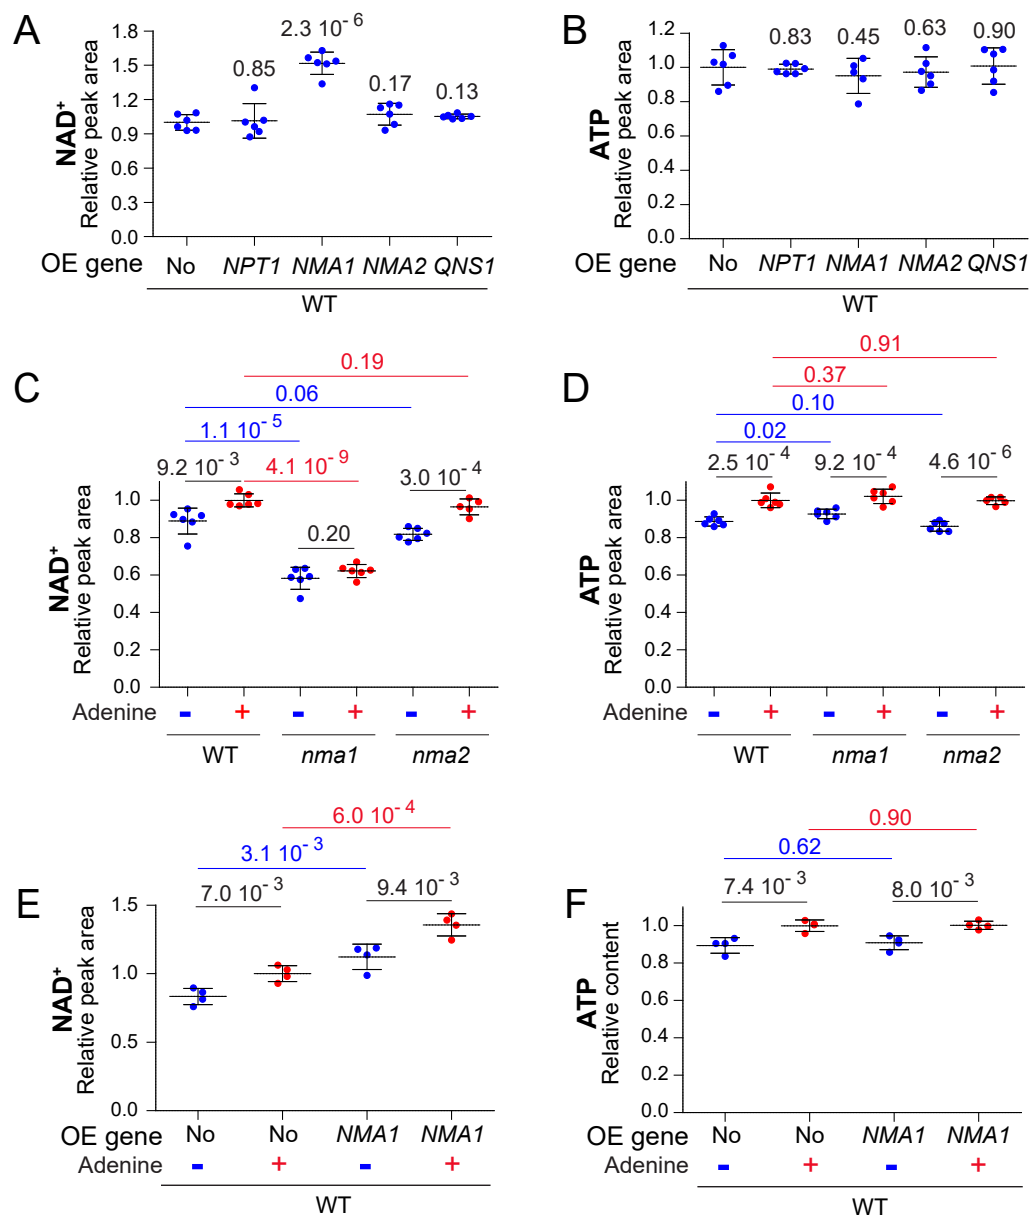 A
NAD+
Relative peak area
1.8
1.5
1.2
0.9
0.6
0.3
0.0
0.85
2.3 10-6
0.17
0.13
OE gene No NPT1 NMA1 NMA2 QNS1
WT
B
ATP
Relative peak area
1.2
1.0
0.8
0.6
0.4
0.2
0.0
0.83
0.45
0.63
0.90
OE gene No NPT1 NMA1 NMA2 QNS1
WT
C
NAD+
Relative peak area
0.19
0.06
1.1 10-5
9.2 10-3
4.1 10-9
3.0 10-4
0.20
1.0
0.8
0.6
0.4
0.2
0.0
Adenine - + - + - +
WT nma1 nma2
D
ATP
Relative peak area
0.91
0.37
0.10
0.02
2.5 10-4
9.2 10-4
4.6 10-6
1.0
0.8
0.6
0.4
0.2
0.0
Adenine - + - + - +
WT nma1 nma2
E
NAD+
Relative peak area
6.0 10-4
3.1 10-3
7.0 10-3
9.4 10-3
1.5
1.0
0.5
0.0
OE gene No No NMA1 NMA1
Adenine - + - +
WT
F
ATP
Relative content
0.90
0.62
7.4 10-3
8.0 10-3
1.0
0.8
0.6
0.4
0.2
0.0
OE gene No No NMA1 NMA1
Adenine - + - +
WT